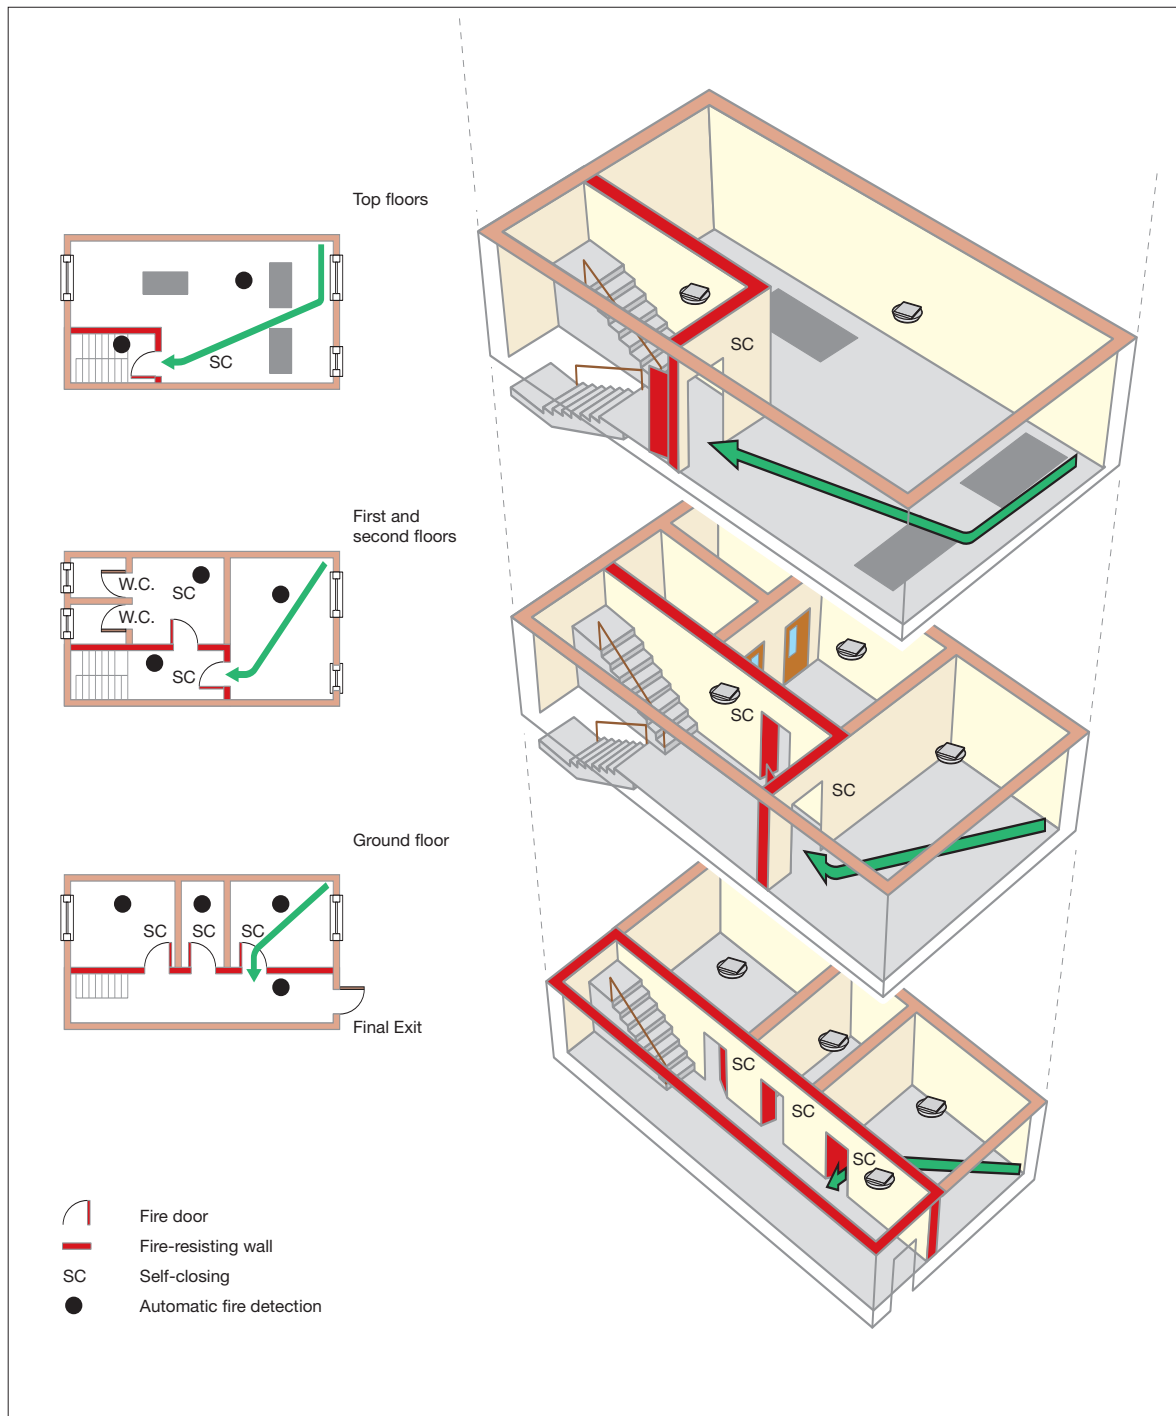 Top floors
SC
SC
First and
second floors
W.C.
SC
W.C.
SC
SC
SC
Ground floor
SC
SC
SC
SC
SC
SC
Final Exit
Fire door
Fire-resisting wall
SC
Self-closing
Automatic fire detection